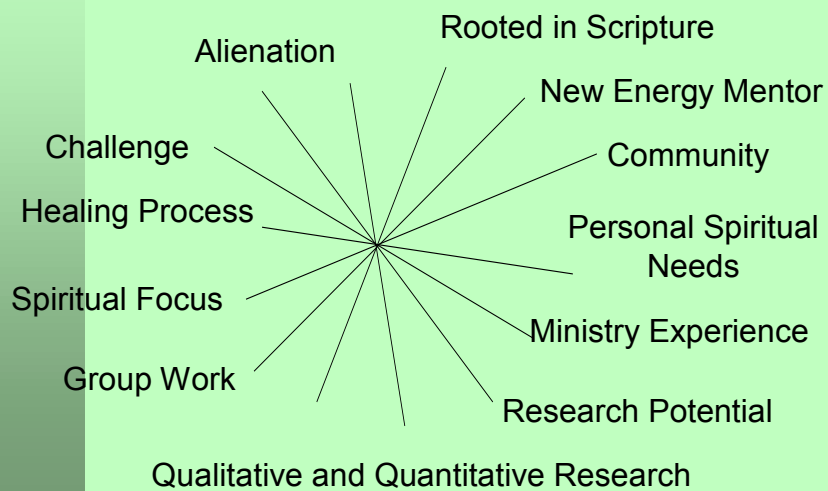 Rooted in Scripture
Alienation
New Energy Mentor
Challenge
Community
Healing Process
Personal Spiritual
Needs
Spiritual Focus
Ministry Experience
Group Work
Research Potential
Qualitative and Quantitative Research